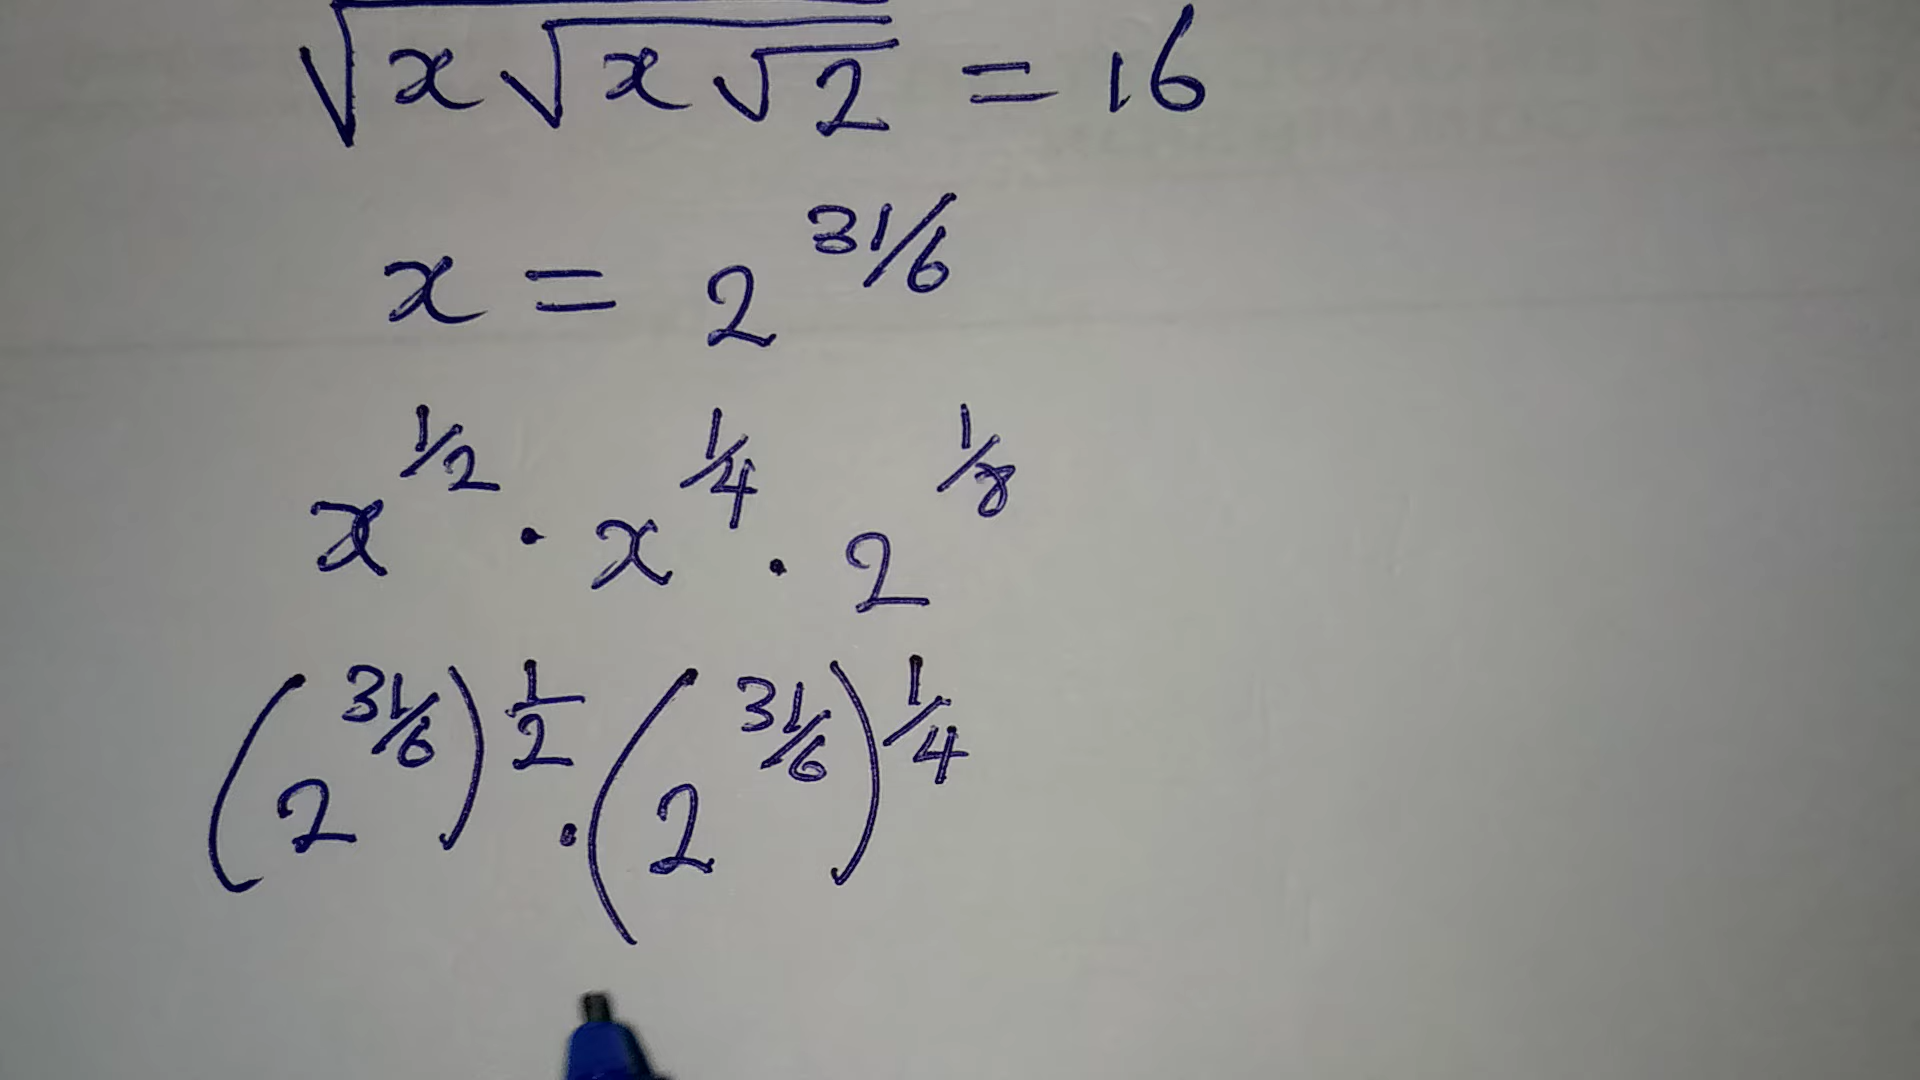 √x√x√2 = 16
x = 2^31/6
x^1/2 · x^1/4 · 2^1/8
(2^31/6)^1/2 · (2^31/6)^1/4